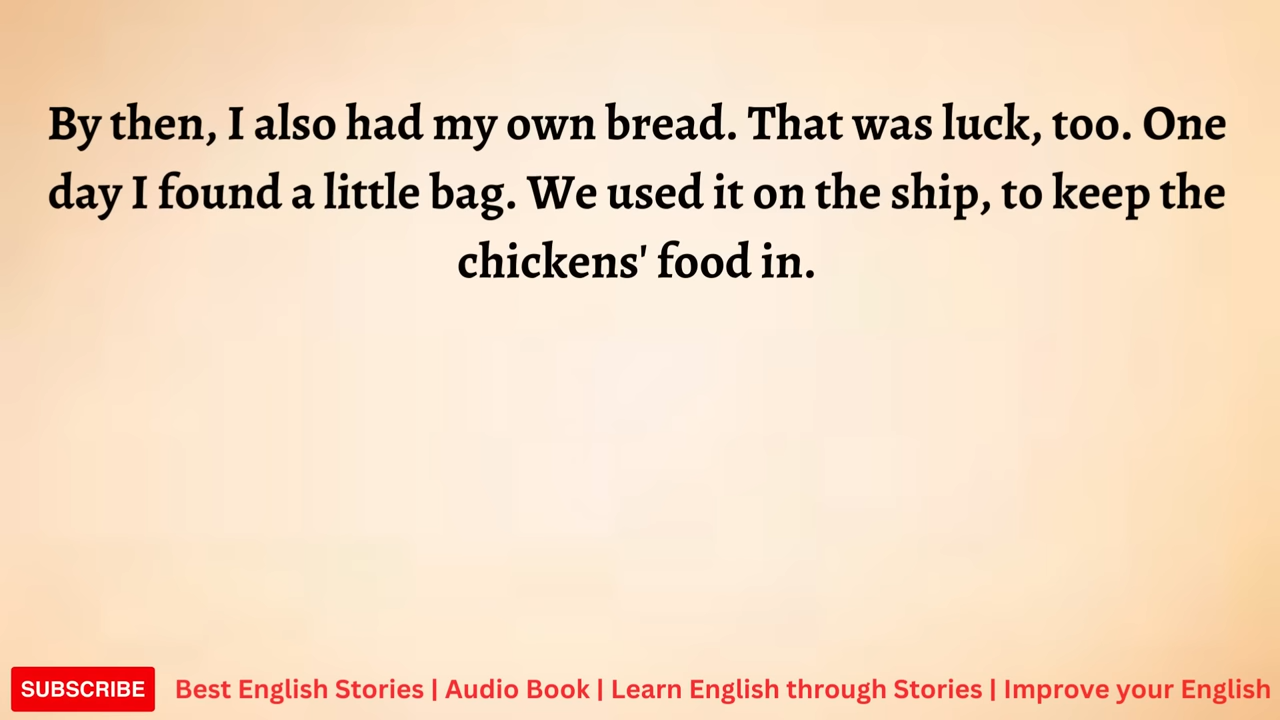 By then, I also had my own bread. That was luck, too. One
day I found a little bag. We used it on the ship, to keep the
chickens' food in.
SUBSCRIBE
Best English Stories | Audio Book | Learn English through Stories | Improve your English